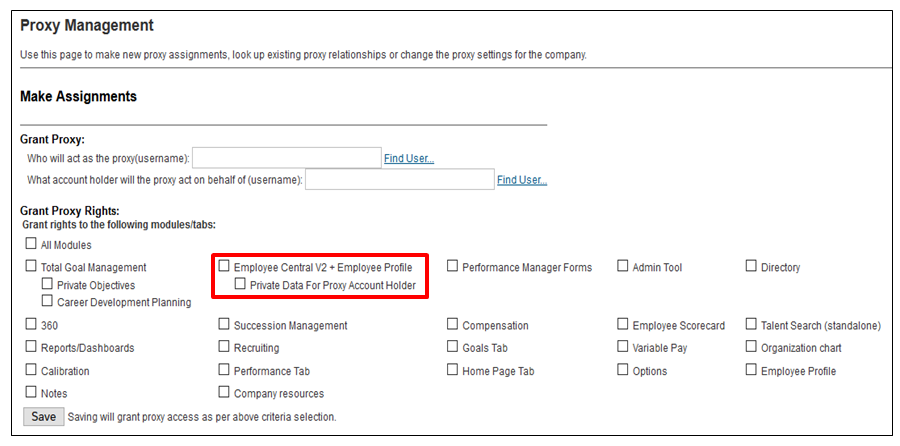 Proxy Management
Use this page to make new proxy assignments, look up existing proxy relationships or change the proxy settings for the company.
Make Assignments
Grant Proxy:
Who will act as the proxy(username): Find User...
What account holder will the proxy act on behalf of (username): Find User...
Grant Proxy Rights:
Grant rights to the following modules/tabs:
All Modules
Total Goal Management Employee Central V2 + Employee Profile Performance Manager Forms Admin Tool Directory
Private Objectives Private Data For Proxy Account Holder
Career Development Planning
360 Succession Management Compensation Employee Scorecard Talent Search (standalone)
Reports/Dashboards Recruiting Goals Tab Variable Pay Organization chart
Calibration Performance Tab Home Page Tab Options Employee Profile
Notes Company resources
Save Saving will grant proxy access as per above criteria selection.